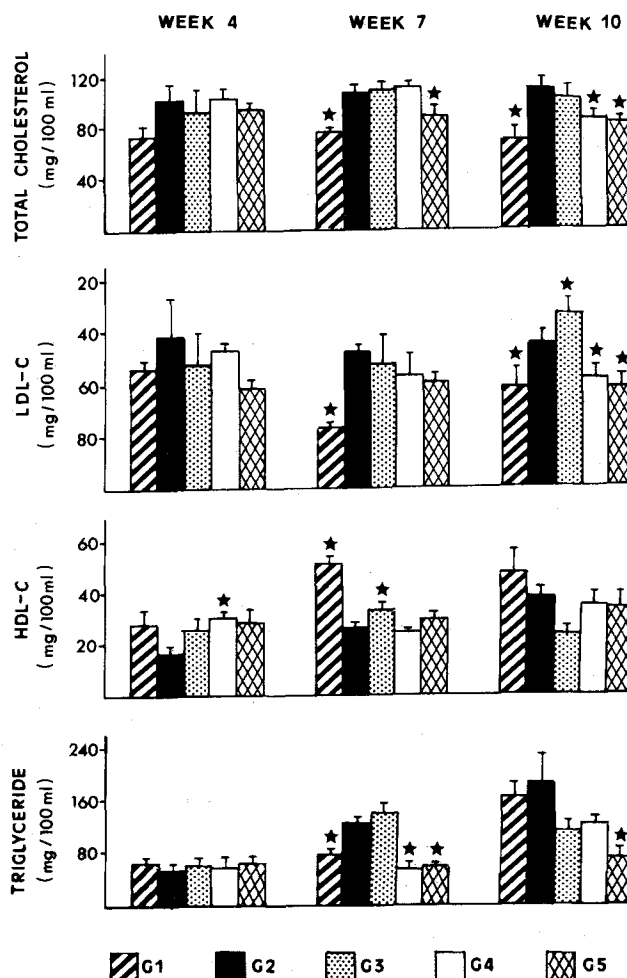 WEEK 4 WEEK 7 WEEK 10
TOTAL CHOLESTEROL
(mg/100 ml)
120
80
40
★ ★ ★ ★ ★
LDL-C
(mg/100 ml)
20
40
60
80
★ ★ ★ ★ ★
HDL-C
(mg/100ml)
60
40
20
★ ★ ★
TRIGLYCERIDE
(mg/100 ml)
240
160
80
★ ★ ★ ★
G1 G2 G3 G4 G5